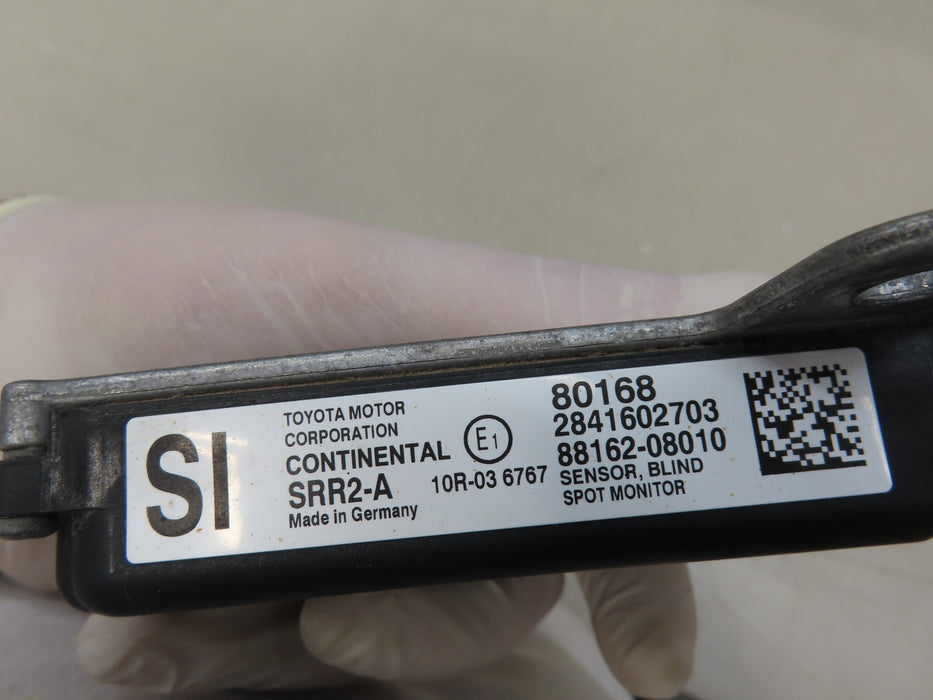 SI
TOYOTA MOTOR
CORPORATION
CONTINENTAL
SRR2-A
Made in Germany
E1
10R-03 6767
80168
2841602703
88162-08010
SENSOR, BLIND
SPOT MONITOR